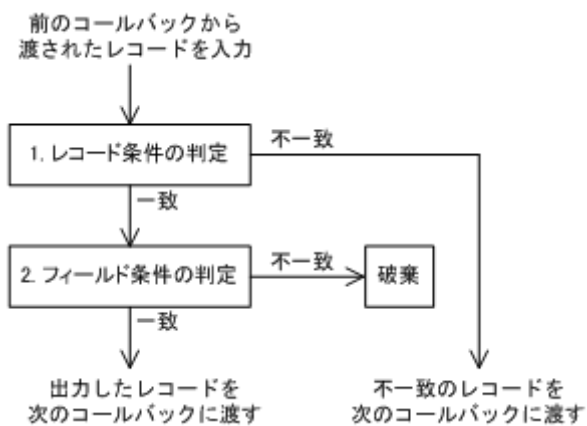 前のコールバックから
渡されたレコードを入力
1. レコード条件の判定
不一致
一致
2. フィールド条件の判定
不一致
破棄
一致
出力したレコードを
次のコールバックに渡す
不一致のレコードを
次のコールバックに渡す